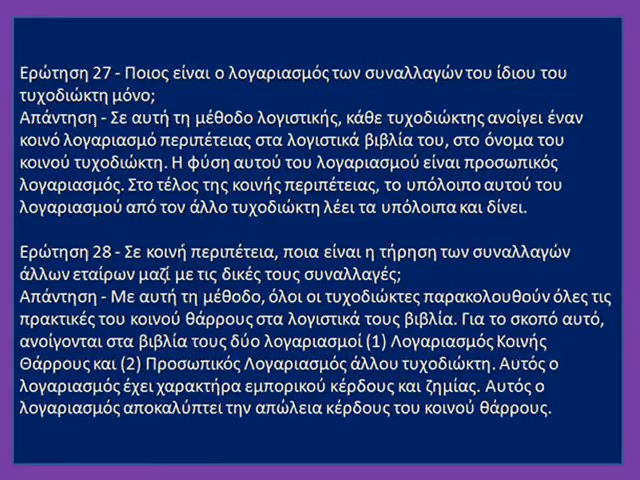 Ερώτηση 27 - Ποιος είναι ο λογαριασμός των συναλλαγών του ίδιου του
τυχοδιώκτη μόνο;
Απάντηση - Σε αυτή τη μέθοδο λογιστικής, κάθε τυχοδιώκτης ανοίγει έναν
κοινό λογαριασμό περιπέτειας στα λογιστικά βιβλία του, στο όνομα του
κοινού τυχοδιώκτη. Η φύση αυτού του λογαριασμού είναι προσωπικός
λογαριασμός. Στο τέλος της κοινής περιπέτειας, το υπόλοιπο αυτού του
λογαριασμού από τον άλλο τυχοδιώκτη λέει τα υπόλοιπα και δίνει.
Ερώτηση 28 - Σε κοινή περιπέτεια, ποια είναι η τήρηση των συναλλαγών
άλλων εταίρων μαζί με τις δικές τους συναλλαγές;
Απάντηση - Με αυτή τη μέθοδο, όλοι οι τυχοδιώκτες παρακολουθούν όλες τις
πρακτικές του κοινού θάρρους στα λογιστικά τους βιβλία. Για το σκοπό αυτό,
ανοίγονται στα βιβλία τους δύο λογαριασμοί (1) Λογαριασμός Κοινής
Θάρρους και (2) Προσωπικός Λογαριασμός άλλου τυχοδιώκτη. Αυτός ο
λογαριασμός έχει χαρακτήρα εμπορικού κέρδους και ζημίας. Αυτός ο
λογαριασμός αποκαλύπτει την απώλεια κέρδους του κοινού θάρρους.